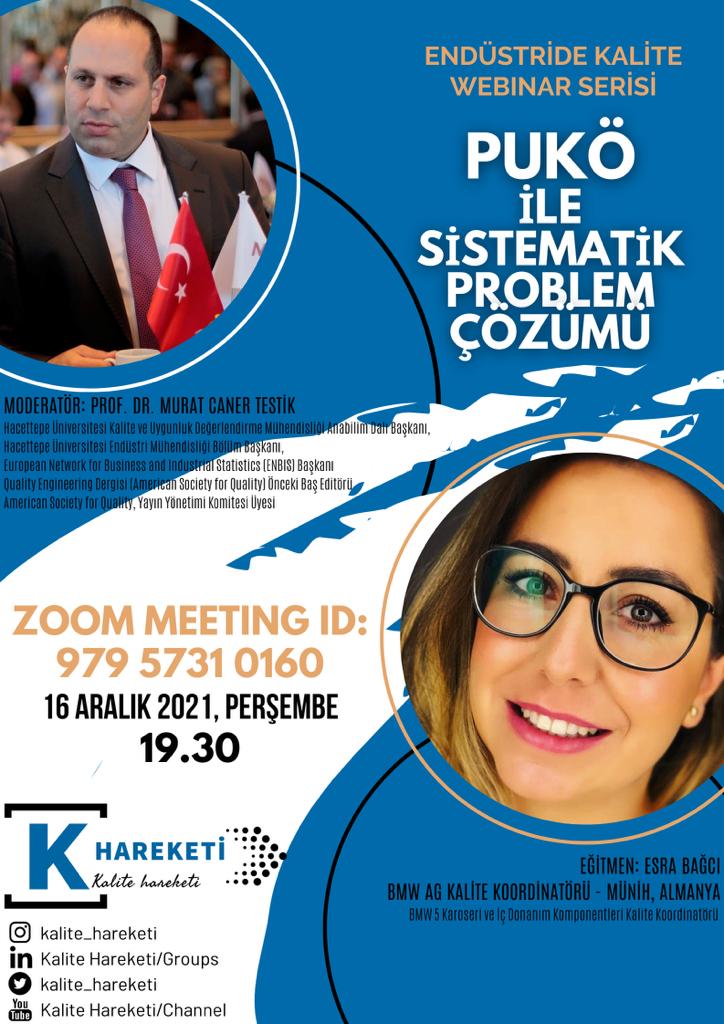 ENDÜSTRİDE KALİTE
WEBINAR SERİSİ
PUKÖ
İLE
SİSTEMATİK
PROBLEM
ÇÖZÜMÜ
MODERATÖR: PROF. DR. MURAT CANER TESTİK
Hacettepe Üniversitesi Kalite ve Uygunluk Değerlendirme Mühendisliği Anabilim Dalı Başkanı,
Hacettepe Üniversitesi Endüstri Mühendisliği Bölüm Başkanı,
European Network for Business and Industrial Statistics (ENBIS) Başkanı
Quality Engineering Dergisi (American Society for Quality) Önceki Baş Editörü
American Society for Quality, Yayın Yönetimi Komitesi Üyesi
ZOOM MEETING ID:
979 5731 0160
16 ARALIK 2021, PERŞEMBE
19.30
K HAREKETİ
Kalite hareketi
EĞİTMEN: ESRA BAĞCI
BMW AG KALİTE KOORDİNATÖRÜ - MÜNİH, ALMANYA
BMW 5 Karoseri ve İç Donanım Komponentleri Kalite Koordinatörü
kalite_hareketi
in Kalite Hareketi/Groups
kalite_hareketi
You Tube Kalite Hareketi/Channel